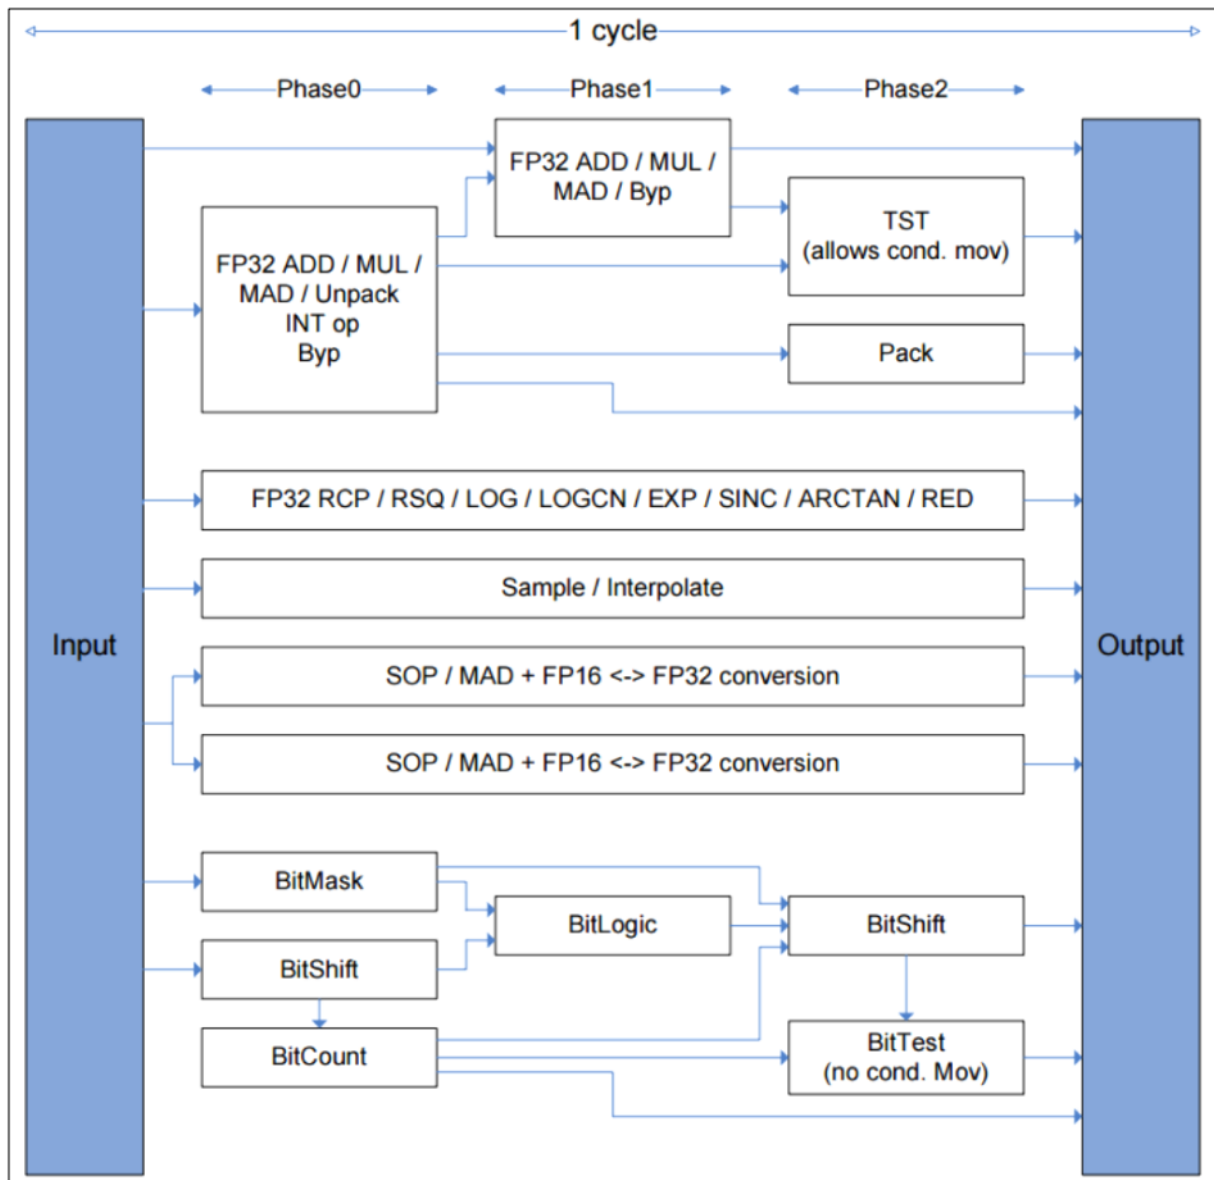 1 cycle
Phase0
Phase1
Phase2
Input
FP32 ADD / MUL /
MAD / Byp
FP32 ADD / MUL /
MAD / Unpack
INT op
Byp
TST
(allows cond. mov)
Pack
FP32 RCP / RSQ / LOG / LOGCN / EXP / SINC / ARCTAN / RED
Sample / Interpolate
SOP / MAD + FP16 <-> FP32 conversion
SOP / MAD + FP16 <-> FP32 conversion
BitMask
BitLogic
BitShift
BitShift
BitCount
BitTest
(no cond. Mov)
Output